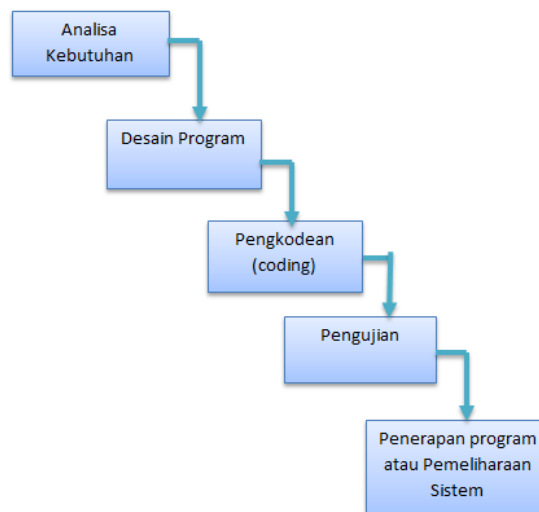 Analisa
Kebutuhan
Desain Program
Pengkodean
(coding)
Pengujian
Penerapan program
atau Pemeliharaan
Sistem